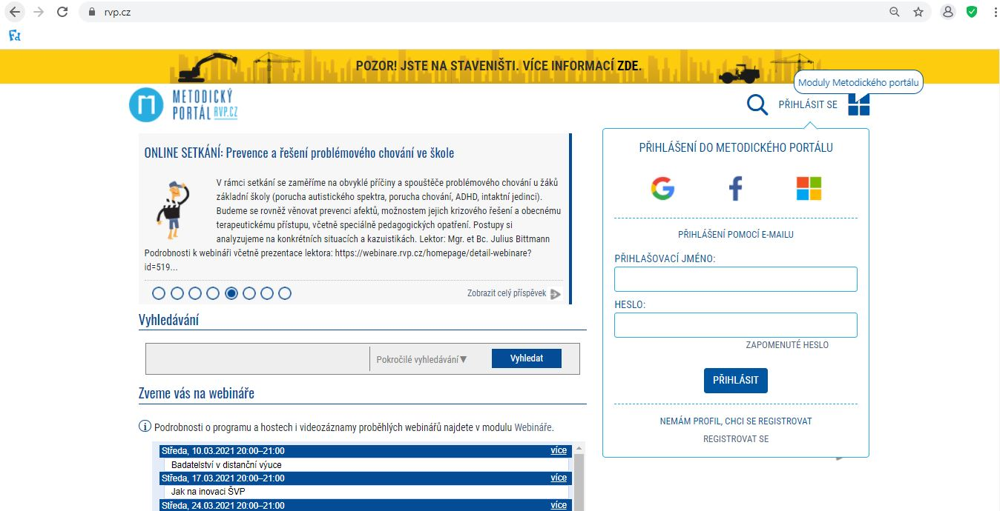 rvp.cz
Fd
POZOR! JSTE NA STAVENIŠTI. VÍCE INFORMACÍ ZDE.
Moduly Metodického portálu
METODICKÝ
PORTÁL RVP.CZ
PŘIHLÁSIT SE
ONLINE SETKÁNÍ: Prevence a řešení problémového chování ve škole
V rámci setkání se zaměříme na obvyklé příčiny a spouštěče problémového chování u žáků
základní školy (porucha autistického spektra, porucha chování, ADHD, intaktní jedinci).
Budeme se rovněž věnovat prevenci afektů, možnostem jejich krizového řešení a obecnému
terapeutickému přístupu, včetně speciálně pedagogických opatření. Postupy si
analyzujeme na konkrétních situacích a kazuistikách. Lektor: Mgr. et Bc. Julius Bittmann
Podrobnosti k webináři včetně prezentace lektora: https://webinare.rvp.cz/homepage/detail-webinare?
id=519...
Zobrazit celý příspěvek
Vyhledávání
Pokročilé vyhledávání▼
Vyhledat
Zveme vás na webináře
Podrobnosti o programu a hostech i videozáznamy proběhlých webinářů najdete v modulu Webináře.
Středa, 10.03.2021 20:00–21:00 více
Badatelství v distanční výuce
Středa, 17.03.2021 20:00–21:00 více
Jak na inovaci ŠVP
Středa, 24.03.2021 20:00–21:00 více
PŘIHLÁŠENÍ DO METODICKÉHO PORTÁLU
PŘIHLÁŠENÍ POMOCÍ E-MAILU
PŘIHLAŠOVACÍ JMÉNO:
HESLO:
ZAPOMENUTÉ HESLO
PŘIHLÁSIT
NEMÁM PROFIL, CHCI SE REGISTROVAT
REGISTROVAT SE